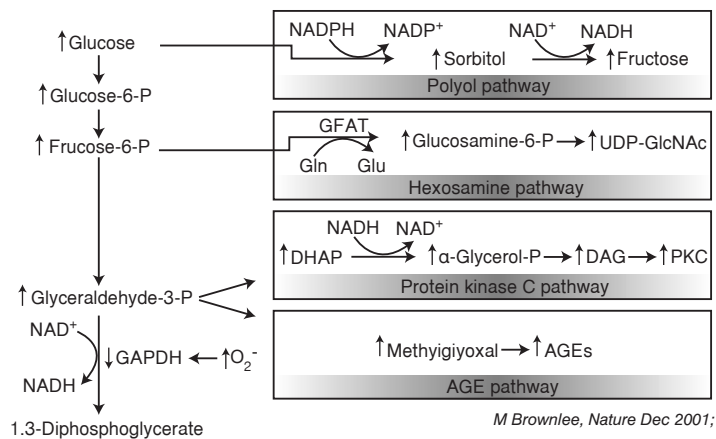 ↑Glucose
↑Glucose-6-P
↑Frucose-6-P
↑Glyceraldehyde-3-P
NAD⁺
↓GAPDH ← ↑O₂⁻
NADH
1.3-Diphosphoglycerate
NADPH NADP⁺ NAD⁺ NADH
↑Sorbitol ↑Fructose
Polyol pathway
GFAT
↑Glucosamine-6-P → ↑UDP-GlcNAc
Gln Glu
Hexosamine pathway
NADH NAD⁺
↑DHAP → ↑α-Glycerol-P → ↑DAG → ↑PKC
Protein kinase C pathway
↑Methyigiyoxal → ↑AGEs
AGE pathway
M Brownlee, Nature Dec 2001;